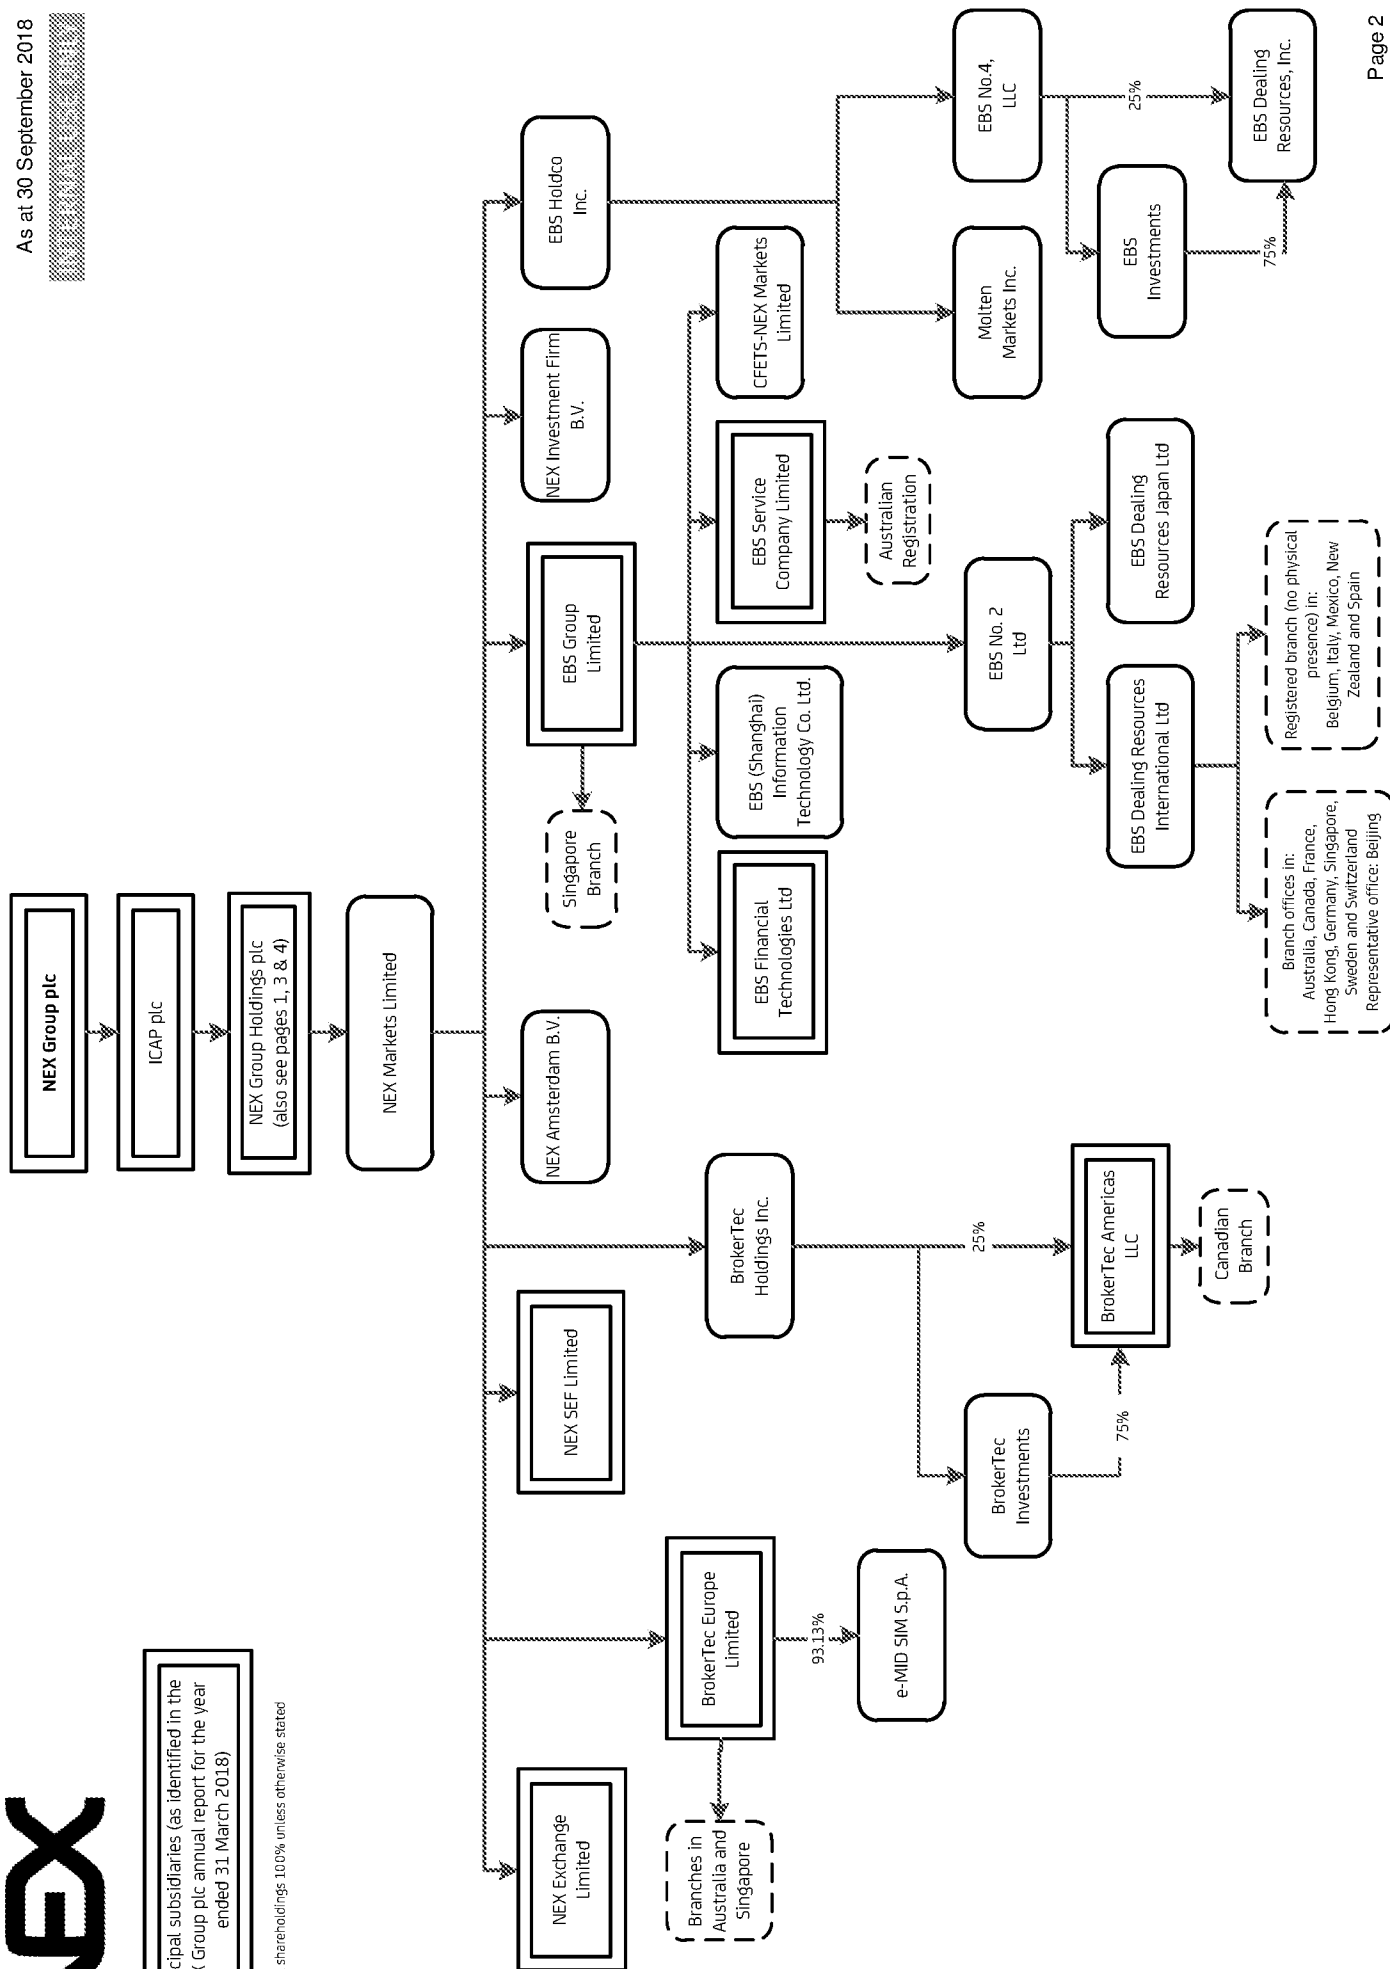 NEX
As at 30 September 2018
cipal subsidiaries (as identified in the
Group plc annual report for the year
ended 31 March 2018)
shareholdings 100% unless otherwise stated
NEX Group plc
ICAP plc
NEX Group Holdings plc
(also see pages 1, 3 & 4)
NEX Markets Limited
NEX Exchange
Limited
NEX SEF Limited
NEX Amsterdam B.V.
EBS Group
Limited
NEX Investment Firm
B.V.
EBS Holdco
Inc.
Singapore
Branch
BrokerTec Europe
Limited
Branches in
Australia and
Singapore
93.13%
e-MID SIM S.p.A.
BrokerTec
Holdings Inc.
BrokerTec
Investments
25%
75%
BrokerTec Americas
LLC
Canadian
Branch
EBS Financial
Technologies Ltd
EBS (Shanghai)
Information
Technology Co. Ltd.
EBS Service
Company Limited
CFETS-NEX Markets
Limited
Australian
Registration
EBS No. 2
Ltd
EBS Dealing Resources
International Ltd
EBS Dealing
Resources Japan Ltd
Branch offices in:
Australia, Canada, France,
Hong Kong, Germany, Singapore,
Sweden and Switzerland
Representative office: Beijing
Registered branch (no physical
presence) in:
Belgium, Italy, Mexico, New
Zealand and Spain
Molten
Markets Inc.
EBS No.4,
LLC
EBS
Investments
25%
75%
EBS Dealing
Resources, Inc.
Page 2